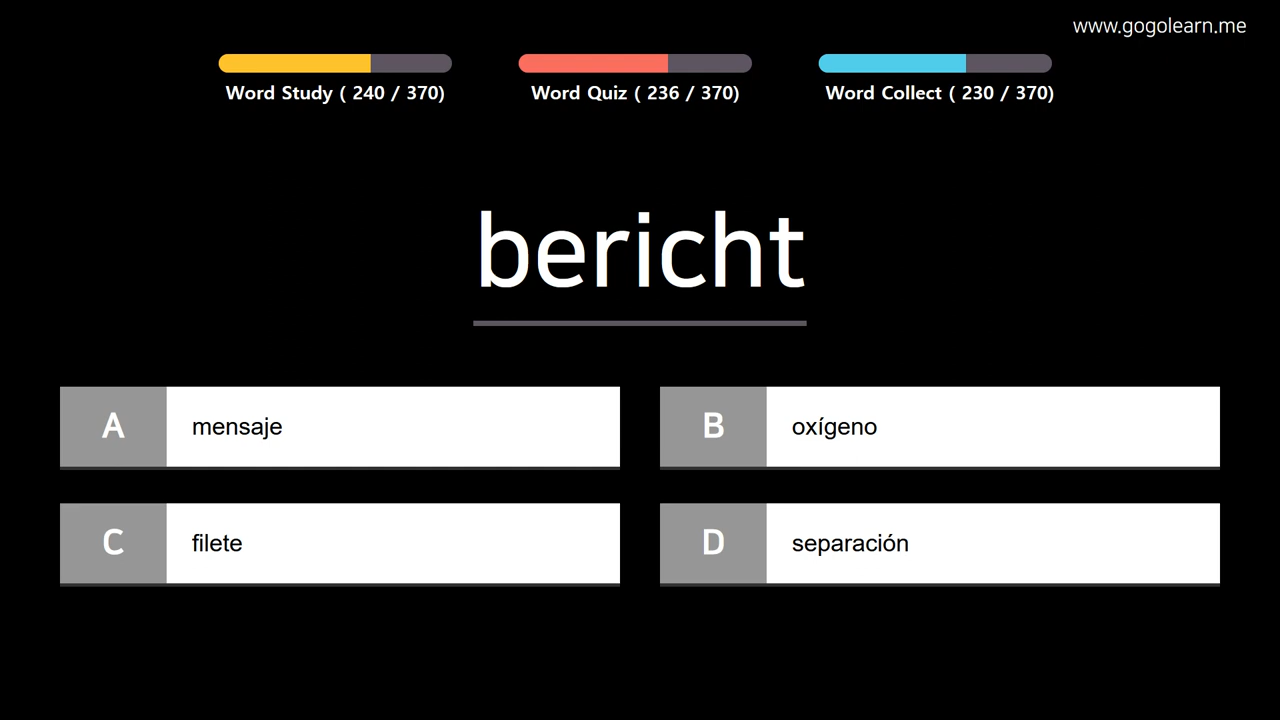 www.gogolearn.me
Word Study ( 240 / 370)
Word Quiz ( 236 / 370)
Word Collect ( 230 / 370)
bericht
A mensaje
B oxígeno
C filete
D separación